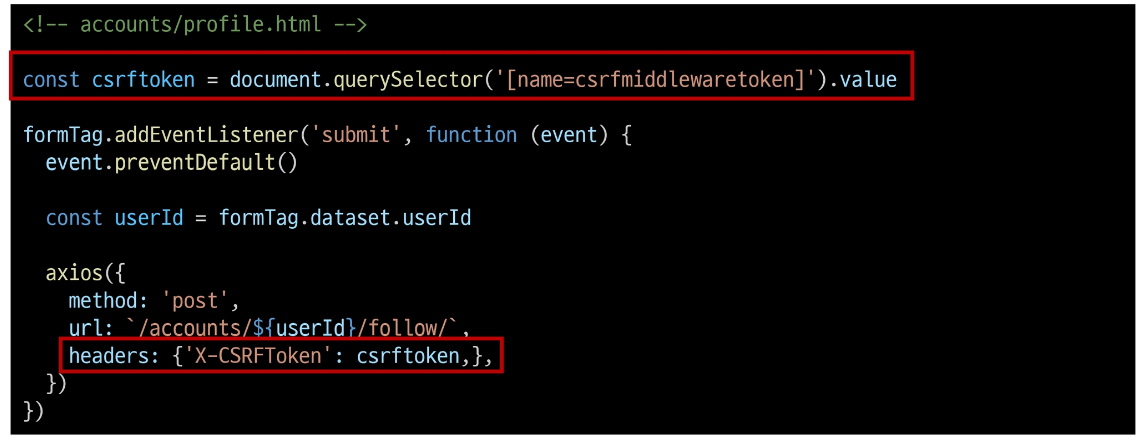 <!-- accounts/profile.html -->
const csrftoken = document.querySelector('[name=csrfmiddlewaretoken]').value
formTag.addEventListener('submit', function (event) {
  event.preventDefault()
  const userId = formTag.dataset.userId
  axios({
    method: 'post',
    url: `/accounts/${userId}/follow/`,
    headers: {'X-CSRFToken': csrftoken,},
  })
})